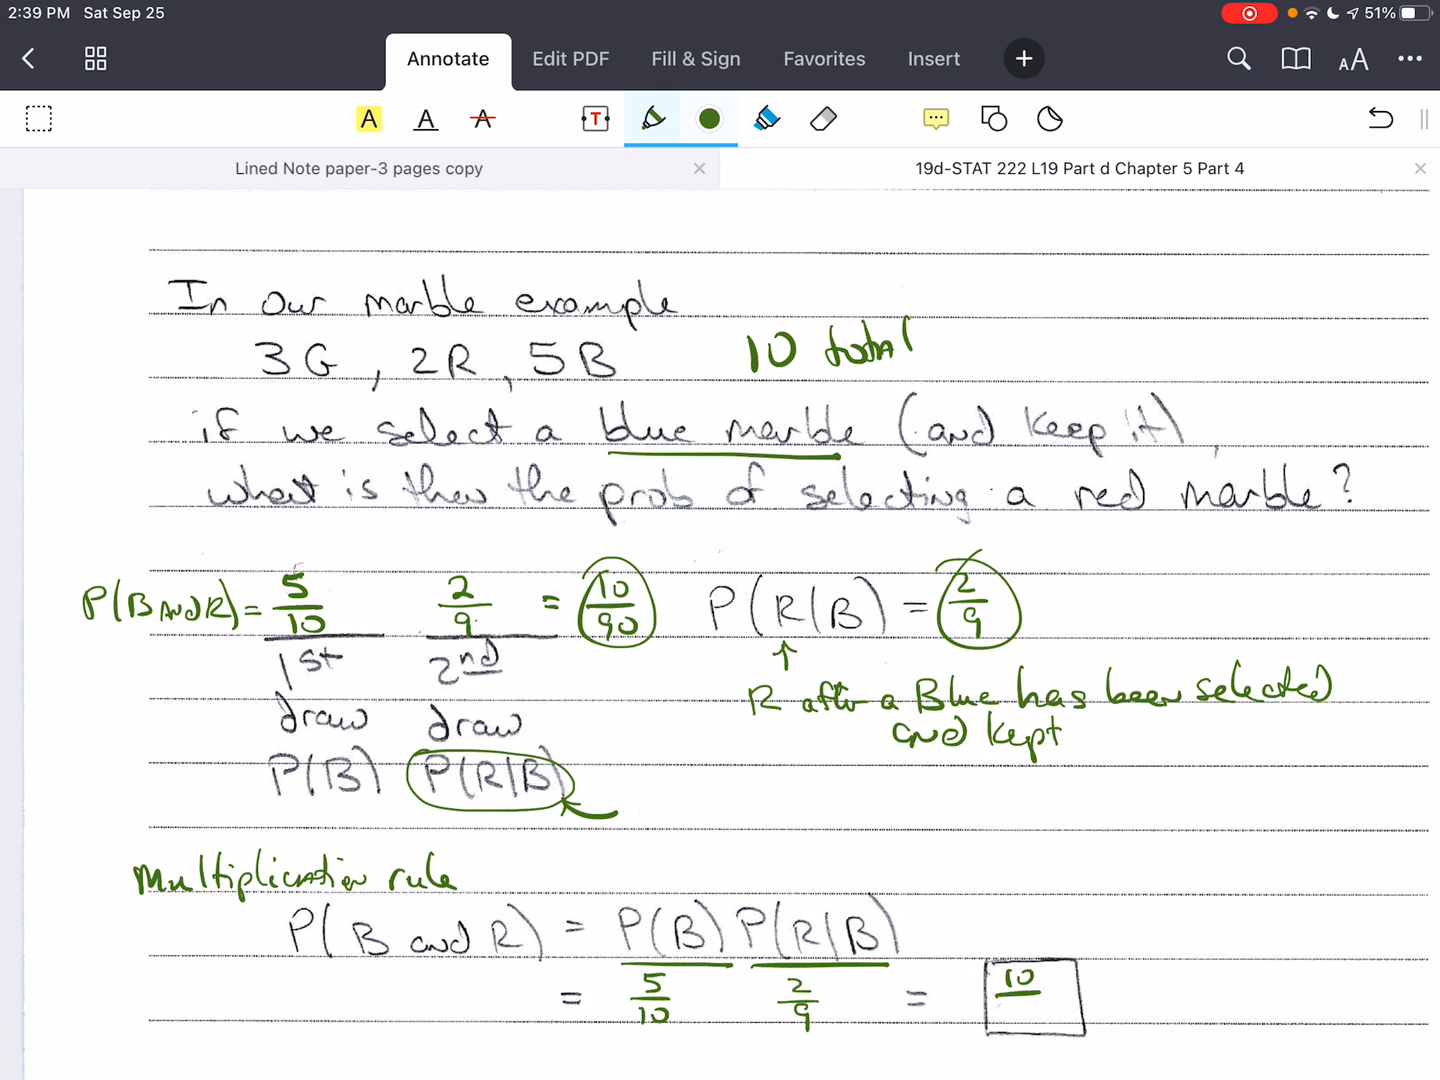 2:39 PM Sat Sep 25
51%
Annotate Edit PDF Fill & Sign Favorites Insert
AA
A A A T
Lined Note paper-3 pages copy
19d-STAT 222 L19 Part d Chapter 5 Part 4
In our marble example
3G, 2R, 5B 10 total
if we select a blue marble (and keep it),
what is then the prob of selecting a red marble?
P(B AND R) = 5/10 2/9 = 10/90 P(R|B) = 2/9
1st 2nd
R after a Blue has been selected
draw draw
and kept
P(B) P(R|B)
Multiplication rule
P(B and R) = P(B) P(R|B)
= 5/10 2/9 = 10